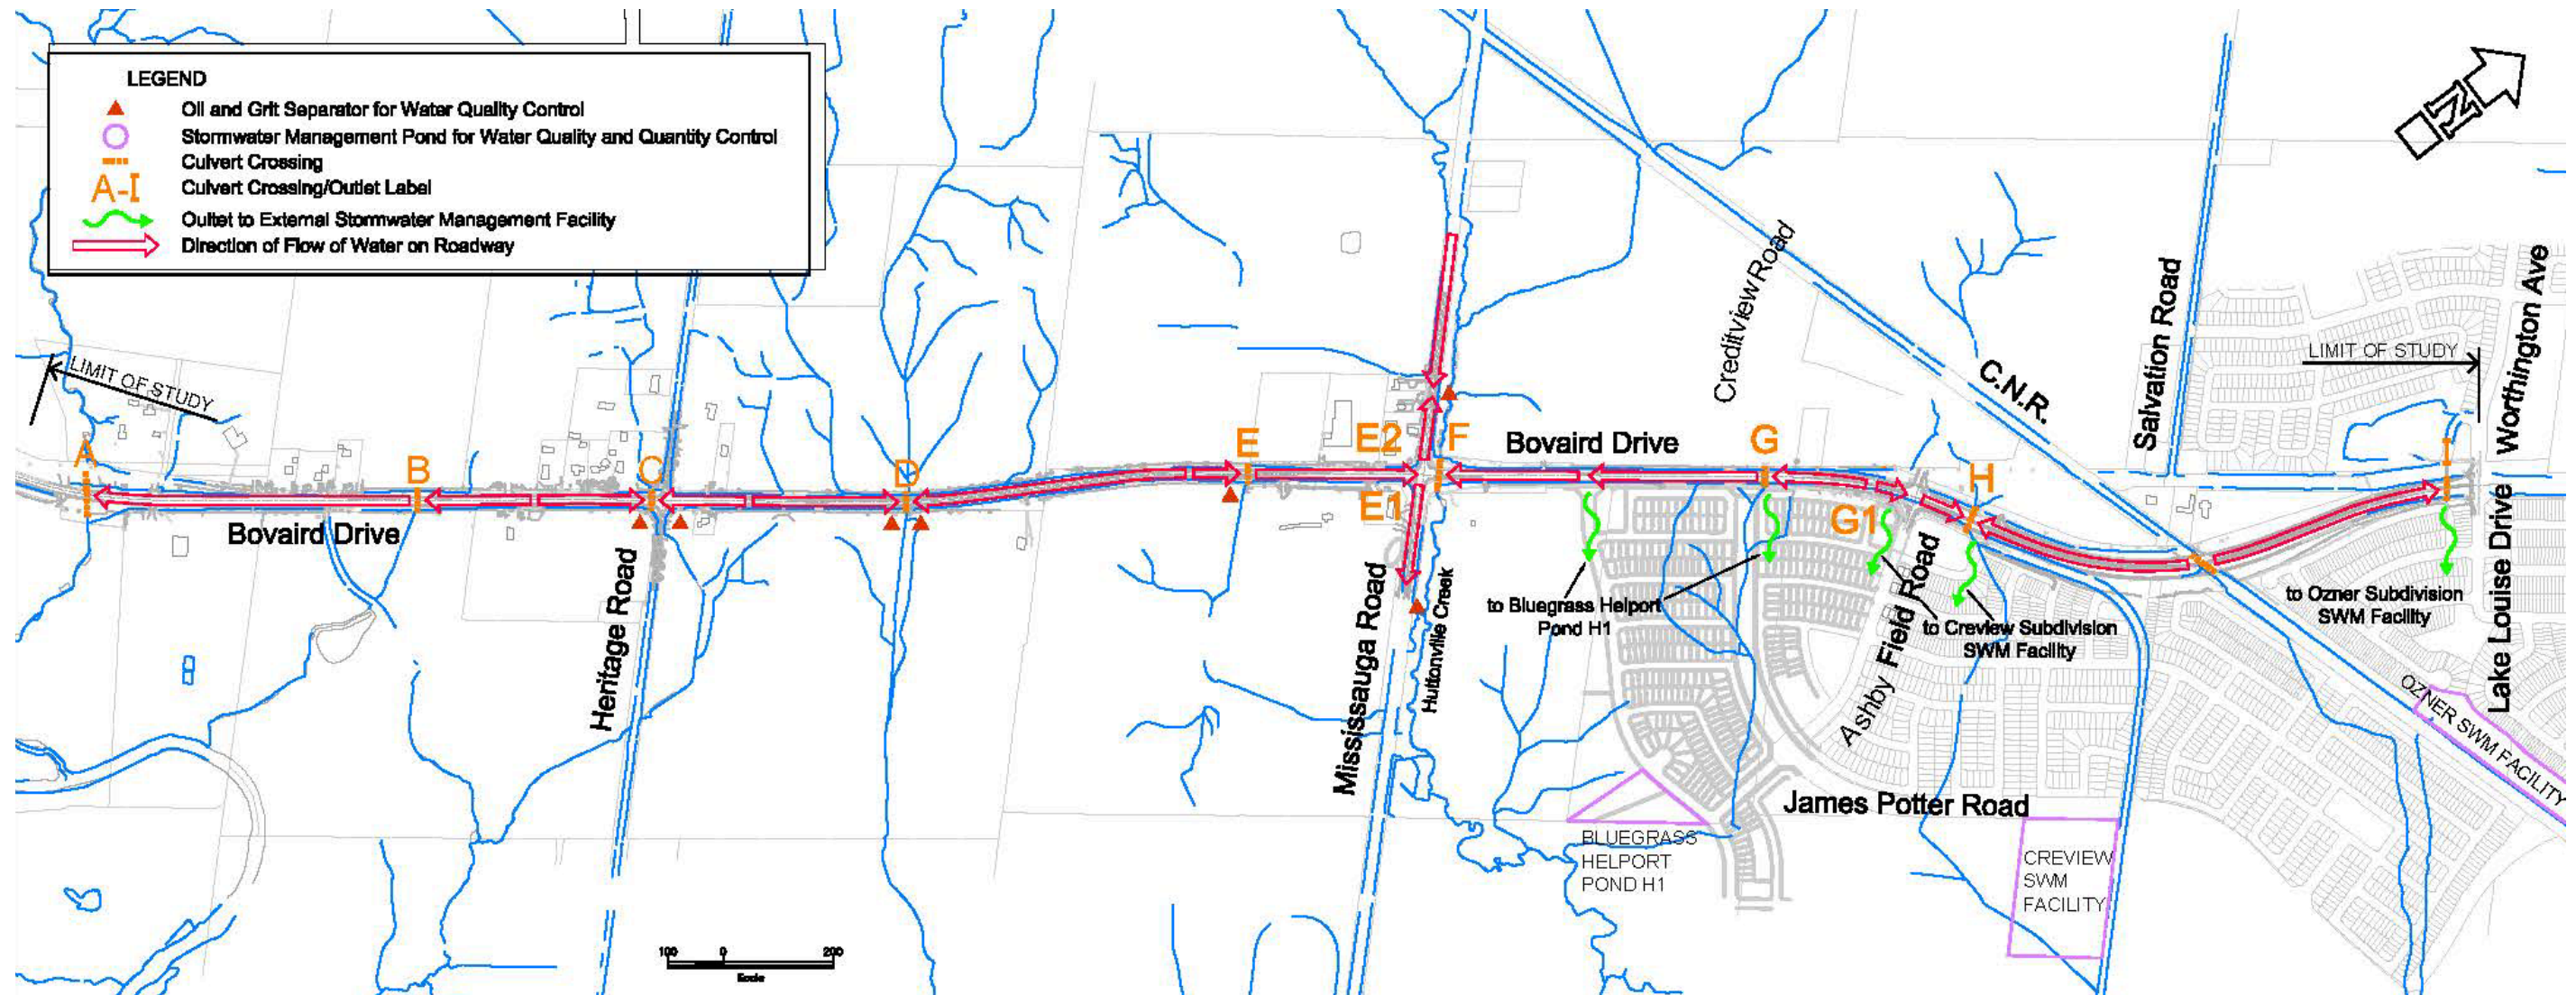 LEGEND
Oil and Grit Separator for Water Quality Control
Stormwater Management Pond for Water Quality and Quantity Control
Culvert Crossing
A-I Culvert Crossing/Outlet Label
Oultet to External Stormwater Management Facility
Direction of Flow of Water on Roadway
N
Creditview Road
C.N.R.
Salvation Road
Worthington Ave
LIMIT OF STUDY
LIMIT OF STUDY
A
B
C
D
E
E2
F
Bovaird Drive
G
H
I
E1
G1
Bovaird Drive
Heritage Road
Mississauga Road
Huttonville Creek
to Bluegrass Helport
Pond H1
Ashby Field Road
to Creview Subdivision
SWM Facility
to Ozner Subdivision
SWM Facility
Lake Louise Drive
OZNER SWM FACILITY
James Potter Road
BLUEGRASS
HELPORT
POND H1
CREVIEW
SWM
FACILITY
100 0 200
Scale